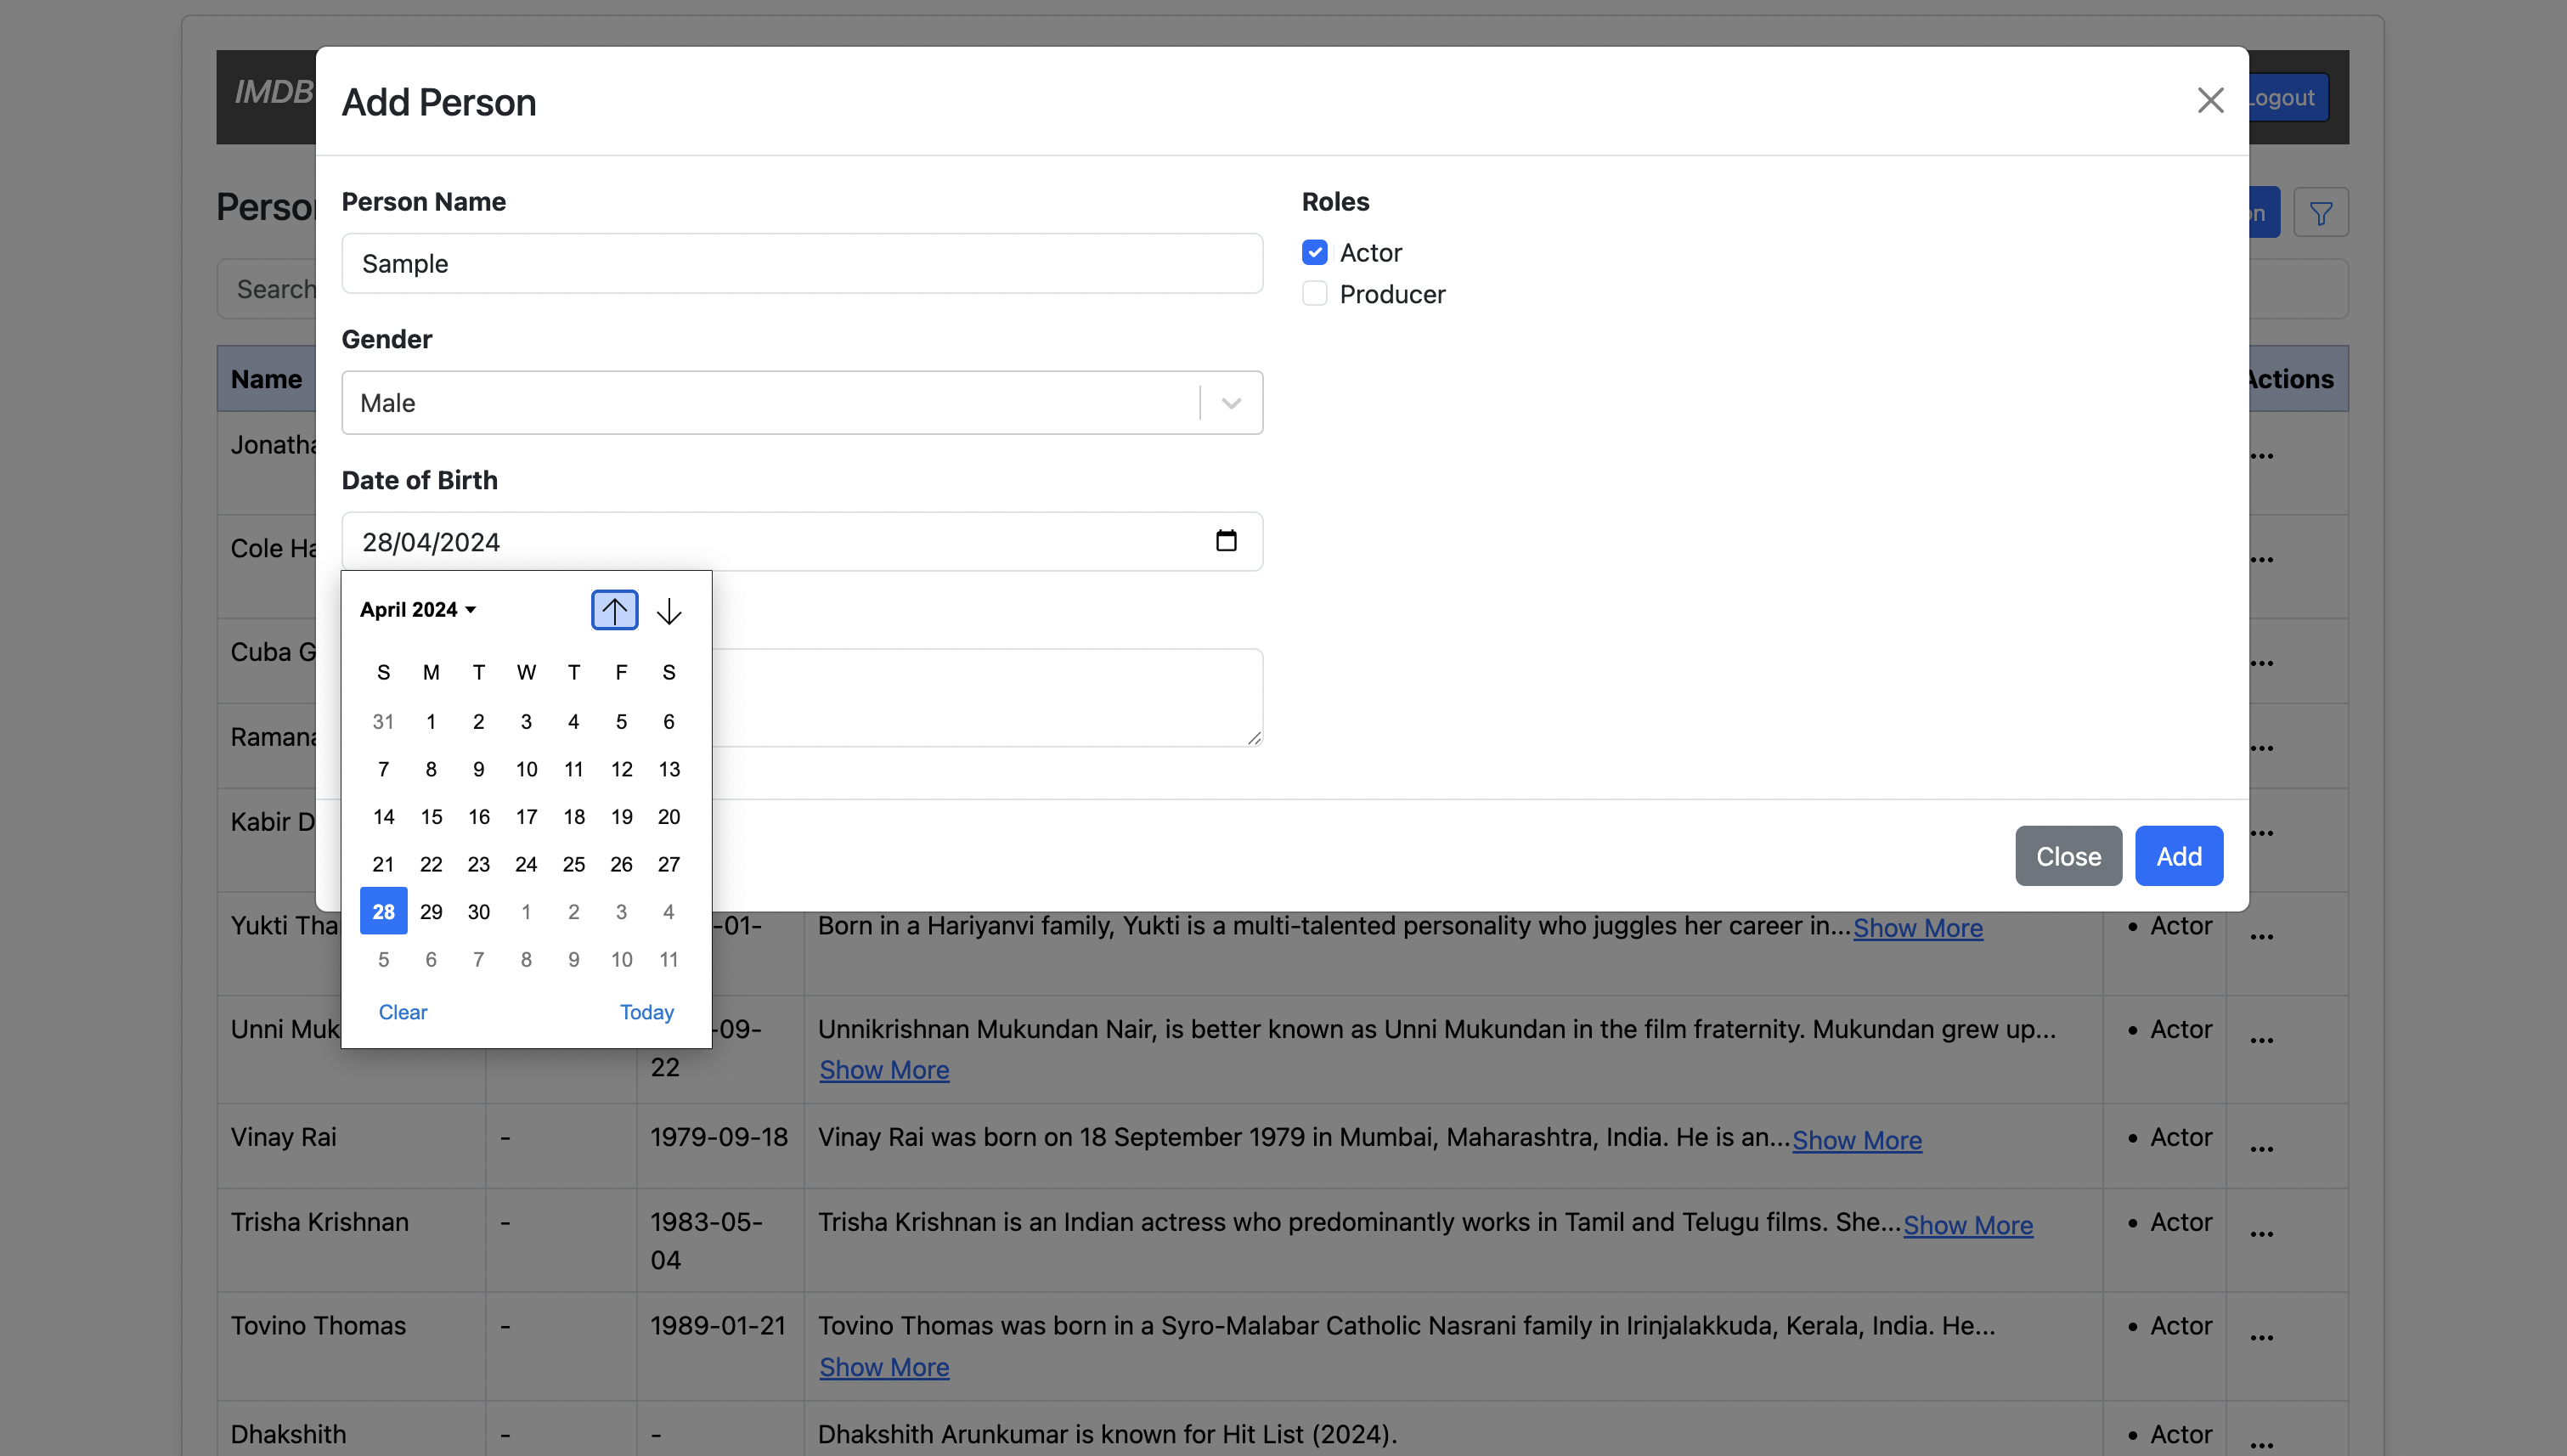 IMDB
Add Person
Logout
Person Name
Sample
Roles
Actor
Producer
Gender
Male
Date of Birth
28/04/2024
April 2024
S M T W T F S
31 1 2 3 4 5 6
7 8 9 10 11 12 13
14 15 16 17 18 19 20
21 22 23 24 25 26 27
28 29 30 1 2 3 4
5 6 7 8 9 10 11
Clear Today
Close Add
Search
Name Actions
Cole
Cuba
Kabir
Yukti -01- Born in a Hariyanvi family, Yukti is a multi-talented personality who juggles her career in...Show More • Actor ...
Unni -09- Unnikrishnan Mukundan Nair, is better known as Unni Mukundan in the film fraternity. Mukundan grew up... • Actor ...
22 Show More
Vinay Rai - 1979-09-18 Vinay Rai was born on 18 September 1979 in Mumbai, Maharashtra, India. He is an...Show More • Actor ...
Trisha Krishnan - 1983-05- Trisha Krishnan is an Indian actress who predominantly works in Tamil and Telugu films. She...Show More • Actor ...
04
Tovino Thomas - 1989-01-21 Tovino Thomas was born in a Syro-Malabar Catholic Nasrani family in Irinjalakkuda, Kerala, India. He... • Actor ...
Show More
Dhakshith - - Dhakshith Arunkumar is known for Hit List (2024). • Actor ...